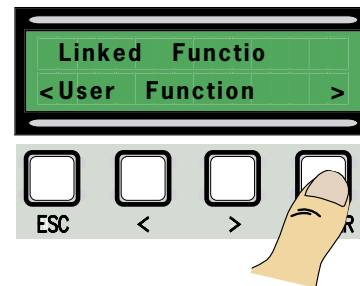 Linked Functio
<User Function >
ESC < > R